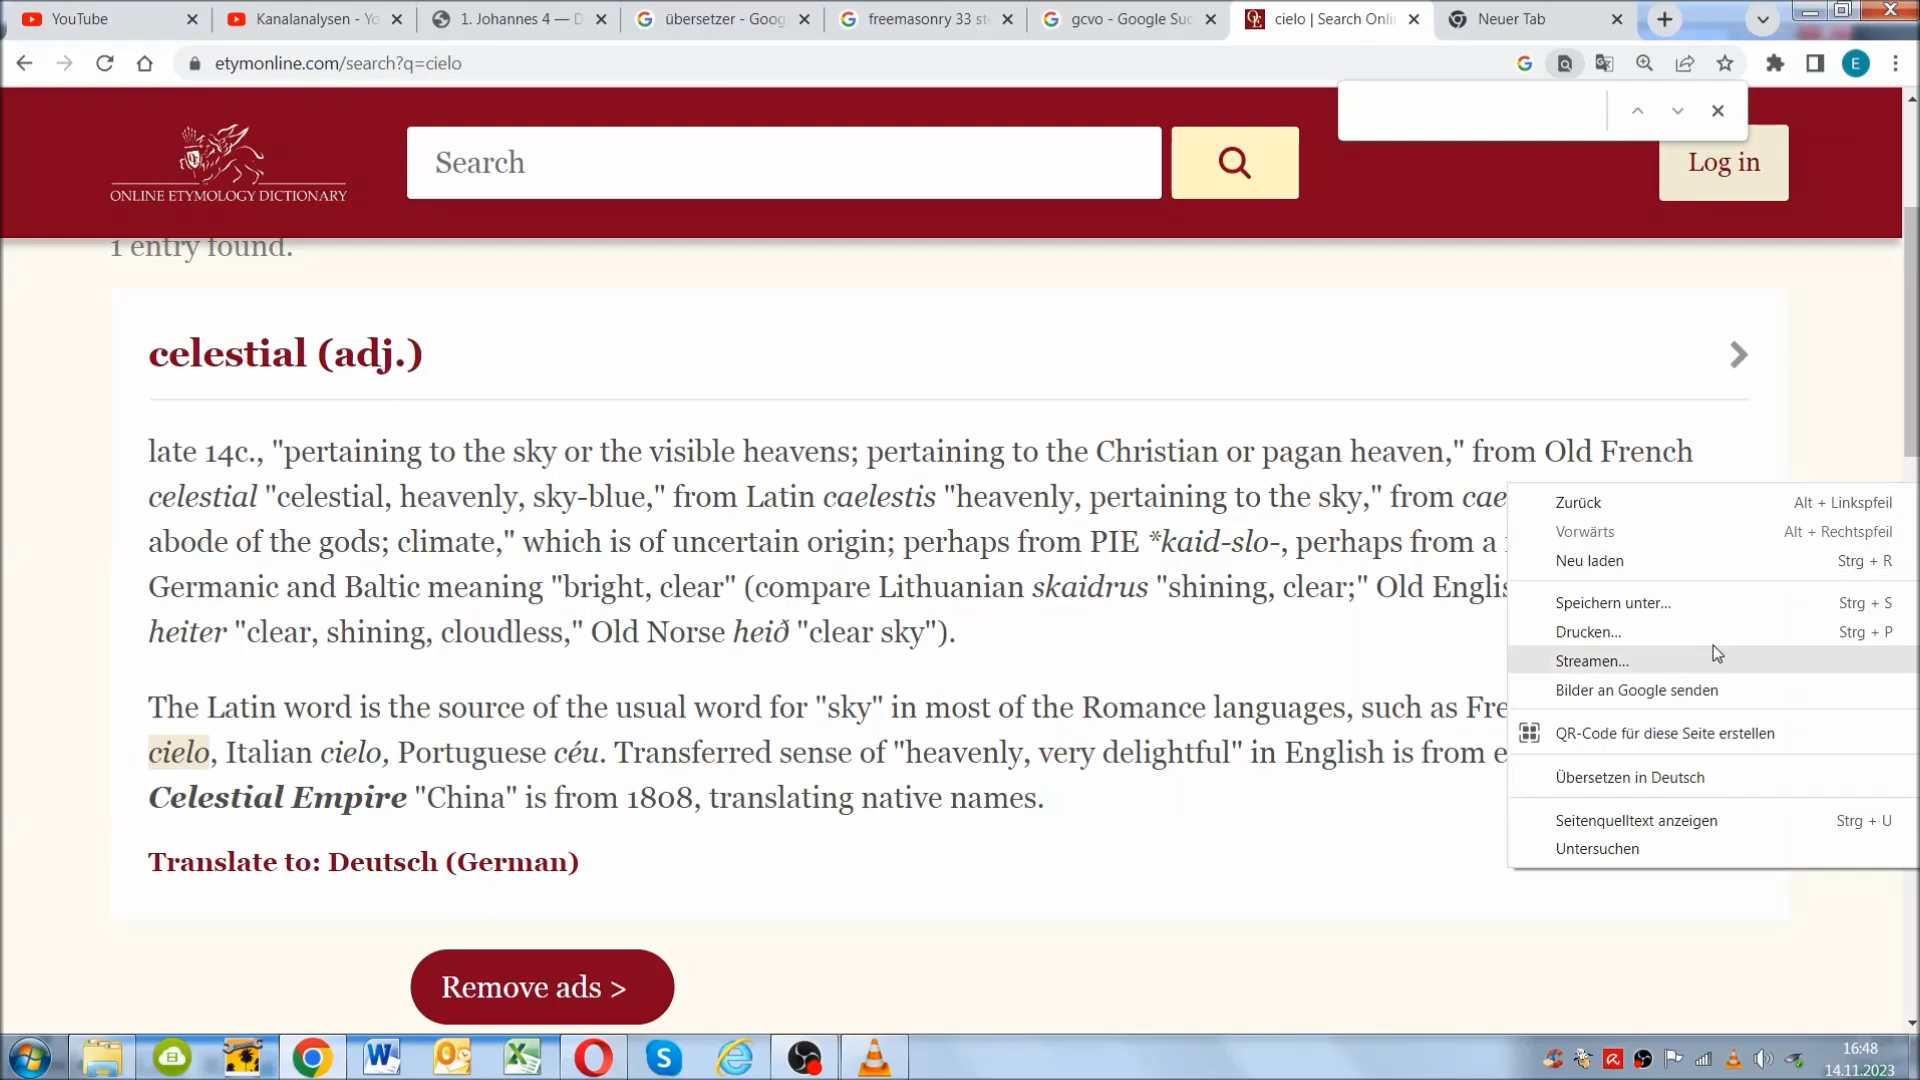 YouTube
Kanalanalysen - Yo
1. Johannes 4 — D
übersetzer - Goog
freemasonry 33 st
gcvo - Google Suc
cielo | Search Onli
Neuer Tab
etymonline.com/search?q=cielo
E
ONLINE ETYMOLOGY DICTIONARY
Search
Log in
1 entry found.
celestial (adj.)
late 14c., "pertaining to the sky or the visible heavens; pertaining to the Christian or pagan heaven," from Old French
celestial "celestial, heavenly, sky-blue," from Latin caelestis "heavenly, pertaining to the sky," from cae
abode of the gods; climate," which is of uncertain origin; perhaps from PIE *kaid-slo-, perhaps from a
Germanic and Baltic meaning "bright, clear" (compare Lithuanian skaidrus "shining, clear;" Old Englis
heiter "clear, shining, cloudless," Old Norse heið "clear sky").
The Latin word is the source of the usual word for "sky" in most of the Romance languages, such as Fre
cielo, Italian cielo, Portuguese céu. Transferred sense of "heavenly, very delightful" in English is from e
Celestial Empire "China" is from 1808, translating native names.
Translate to: Deutsch (German)
Remove ads >
Zurück Alt + Linkspfeil
Vorwärts Alt + Rechtspfeil
Neu laden Strg + R
Speichern unter... Strg + S
Drucken... Strg + P
Streamen...
Bilder an Google senden
QR-Code für diese Seite erstellen
Übersetzen in Deutsch
Seitenquelltext anzeigen Strg + U
Untersuchen
16:48
14.11.2023